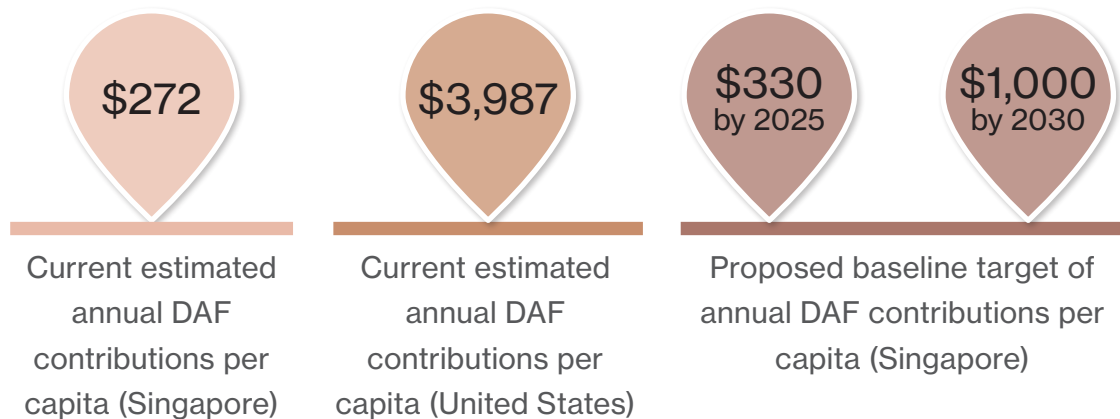 $272
Current estimated
annual DAF
contributions per
capita (Singapore)
$3,987
Current estimated
annual DAF
contributions per
capita (United States)
$330
by 2025
$1,000
by 2030
Proposed baseline target of
annual DAF contributions per
capita (Singapore)